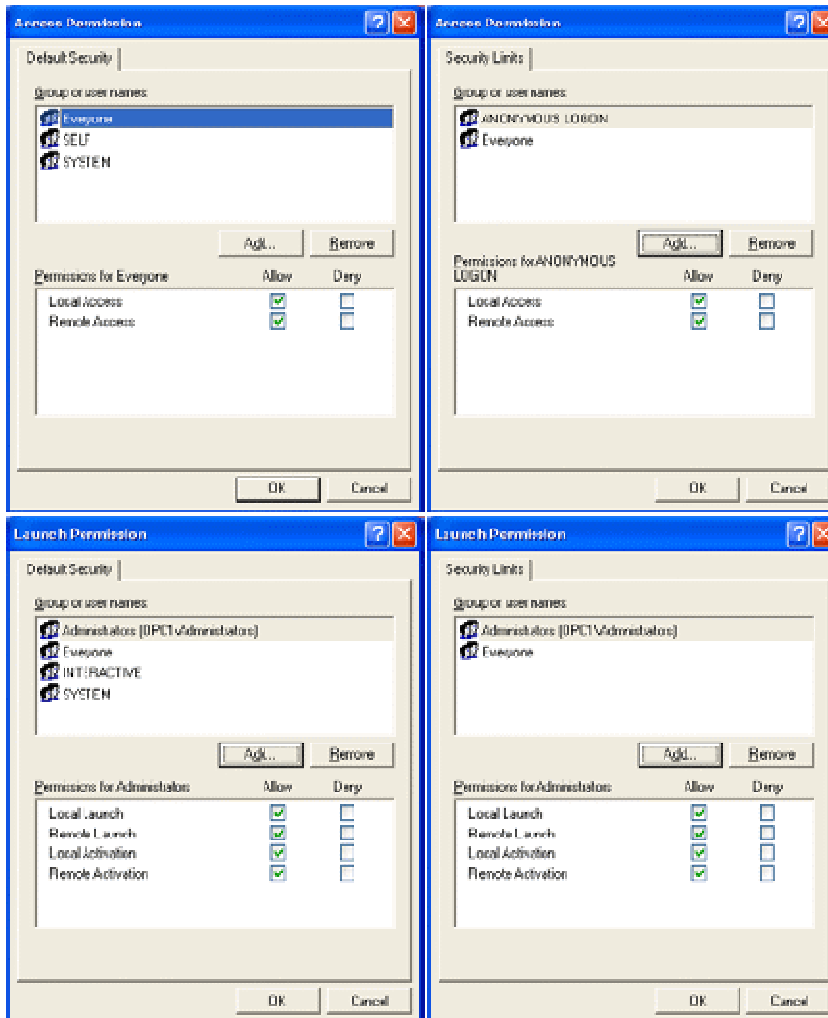 Access Permission
Default Security
Group or user names:
Everyone
SELF
SYSTEM
Add...
Remove
Permissions for Everyone
Allow
Deny
Local Access
Remote Access
OK
Cancel
Access Permission
Security Limits
Group or user names:
ANONYMOUS LOGON
Everyone
Add...
Remove
Permissions for ANONYMOUS
LOGON
Allow
Deny
Local Access
Remote Access
OK
Cancel
Launch Permission
Default Security
Group or user names:
Administrators (OPC1\Administrators)
Everyone
INTERACTIVE
SYSTEM
Add...
Remove
Permissions for Administrators
Allow
Deny
Local Launch
Remote Launch
Local Activation
Remote Activation
OK
Cancel
Launch Permission
Security Limits
Group or user names:
Administrators (OPC1\Administrators)
Everyone
Add...
Remove
Permissions for Administrators
Allow
Deny
Local Launch
Remote Launch
Local Activation
Remote Activation
OK
Cancel